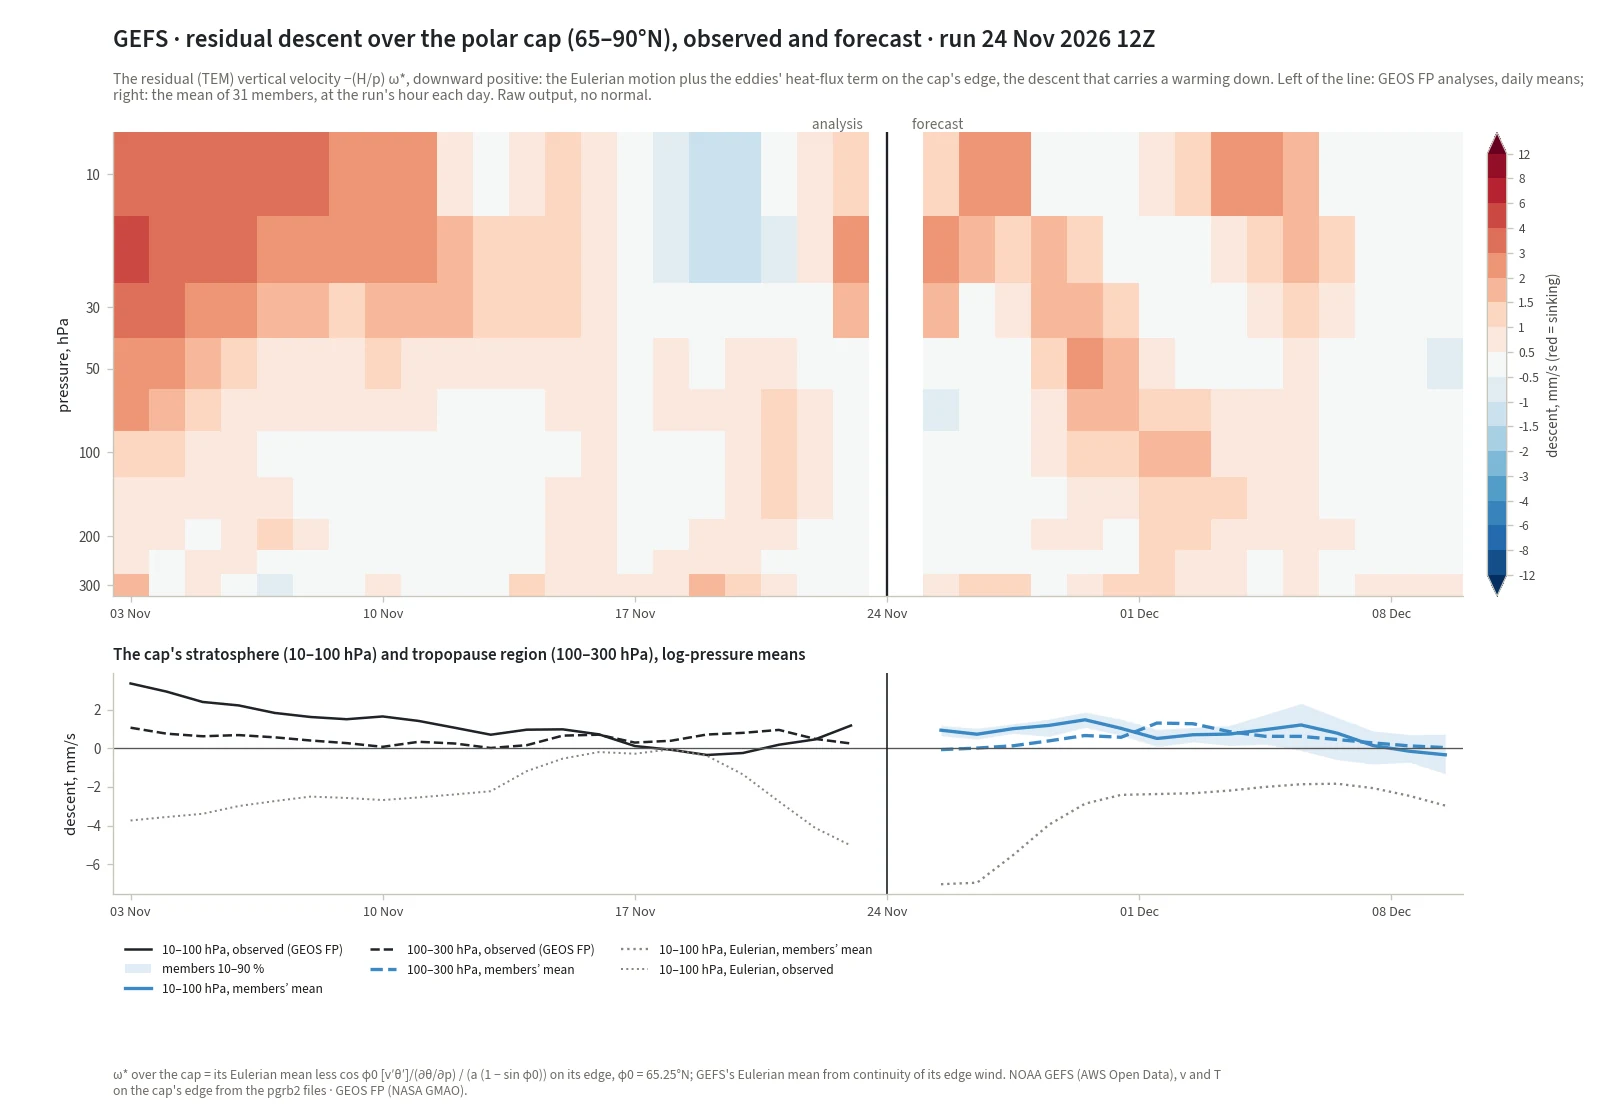 GEFS · residual descent over the polar cap (65–90°N), observed and forecast · run 24 Nov 2026 12Z
The residual (TEM) vertical velocity −(H/p) ω*, downward positive: the Eulerian motion plus the eddies' heat-flux term on the cap's edge, the descent that carries a warming down. Left of the line: GEOS FP analyses, daily means;
right: the mean of 31 members, at the run's hour each day. Raw output, no normal.
analysis
forecast
pressure, hPa
10
30
50
100
200
300
03 Nov
10 Nov
17 Nov
24 Nov
01 Dec
08 Dec
12
8
6
4
3
2
1.5
1
0.5
-0.5
-1
-1.5
-2
-3
-4
-6
-8
-12
descent, mm/s (red = sinking)
The cap's stratosphere (10–100 hPa) and tropopause region (100–300 hPa), log-pressure means
descent, mm/s
2
0
−2
−4
−6
03 Nov
10 Nov
17 Nov
24 Nov
01 Dec
08 Dec
10–100 hPa, observed (GEOS FP)
members 10–90 %
10–100 hPa, members’ mean
100–300 hPa, observed (GEOS FP)
100–300 hPa, members’ mean
10–100 hPa, Eulerian, members’ mean
10–100 hPa, Eulerian, observed
ω* over the cap = its Eulerian mean less cos φ0 [v′θ′]/(∂θ/∂p) / (a (1 − sin φ0)) on its edge, φ0 = 65.25°N; GEFS's Eulerian mean from continuity of its edge wind. NOAA GEFS (AWS Open Data), v and T
on the cap's edge from the pgrb2 files · GEOS FP (NASA GMAO).